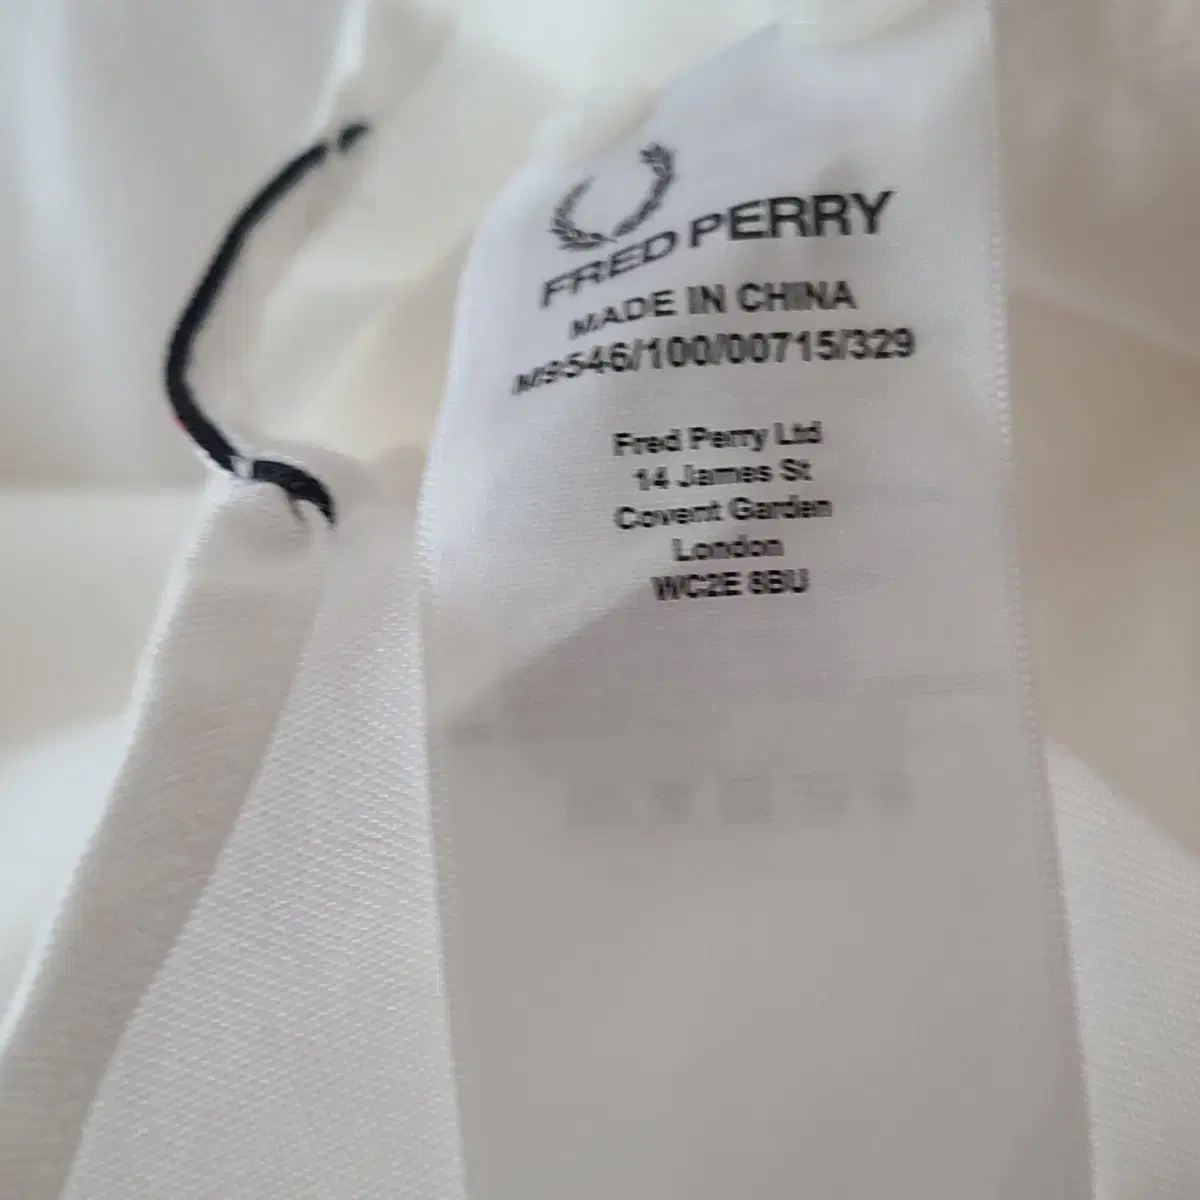 FRED PERRY
MADE IN CHINA
M9546/100/00715/329
Fred Perry Ltd
14 James St
Covent Garden
London
WC2E 8BU